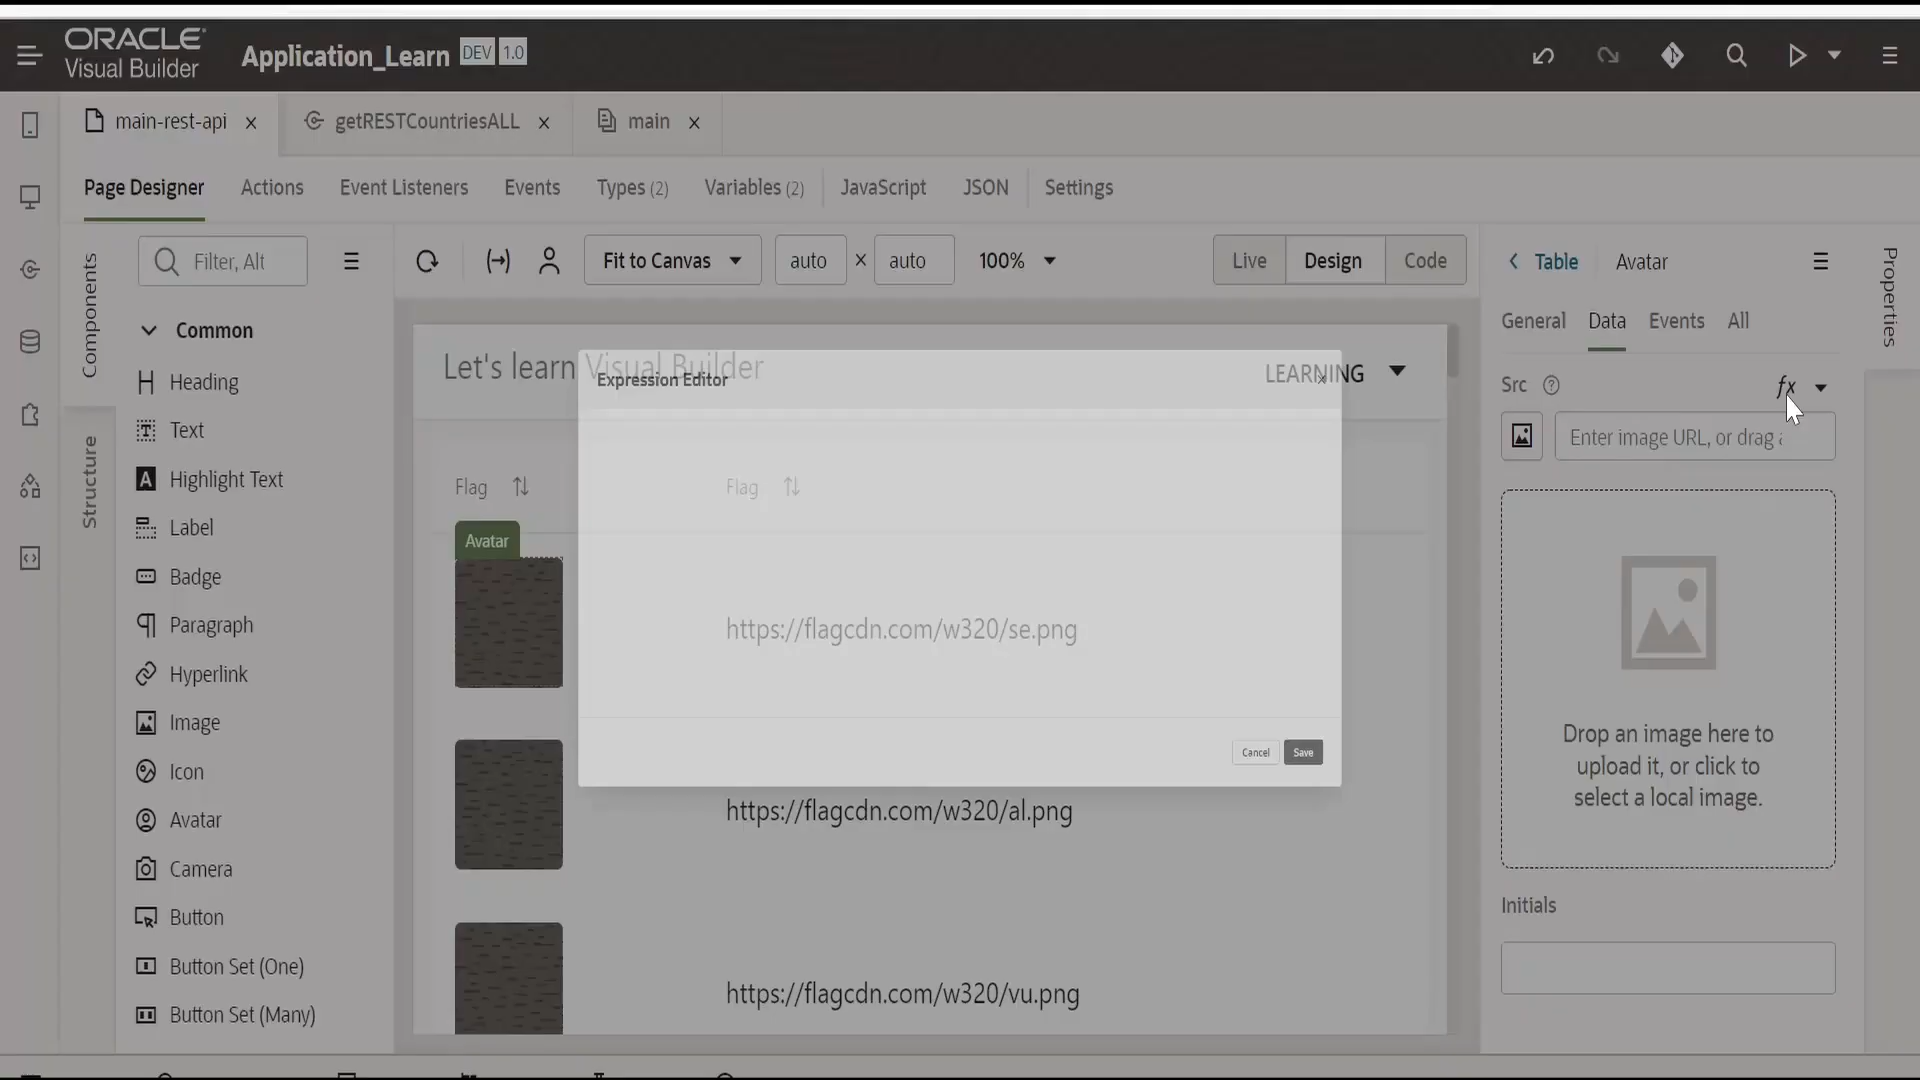 ORACLE
Visual Builder
Application_Learn DEV 1.0
main-rest-api × getRESTCountriesALL × main ×
Page Designer Actions Event Listeners Events Types (2) Variables (2) JavaScript JSON Settings
Components
Structure
Filter, Alt
Common
Heading
Text
Highlight Text
Label
Badge
Paragraph
Hyperlink
Image
Icon
Avatar
Camera
Button
Button Set (One)
Button Set (Many)
Fit to Canvas auto × auto 100% Live Design Code
Let's learn Visual Builder LEARNING
Expression Editor ×
Flag Flag
Avatar
https://flagcdn.com/w320/se.png
Cancel Save
https://flagcdn.com/w320/al.png
https://flagcdn.com/w320/vu.png
Table Avatar
General Data Events All
Src ? fx
Enter image URL, or drag
Drop an image here to
upload it, or click to
select a local image.
Initials
Properties